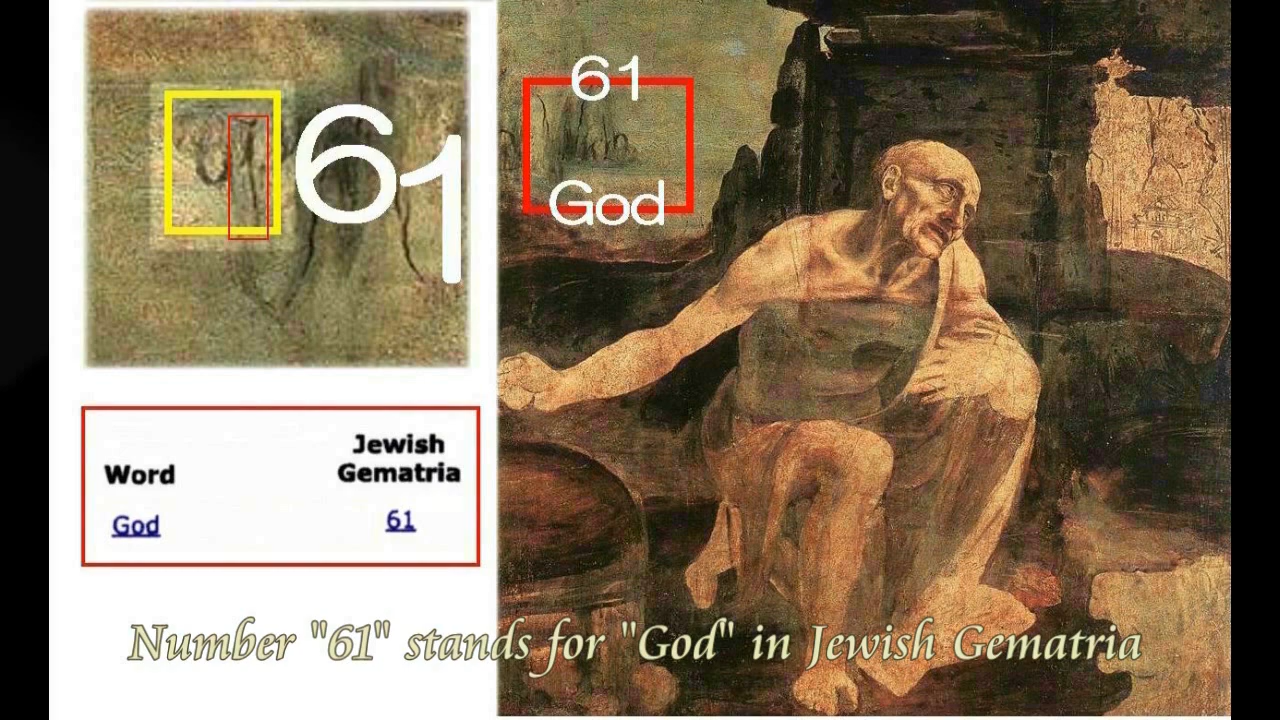 61
61
God
Word
Jewish
Gematria
God
61
Number "61" stands for "God" in Jewish Gematria